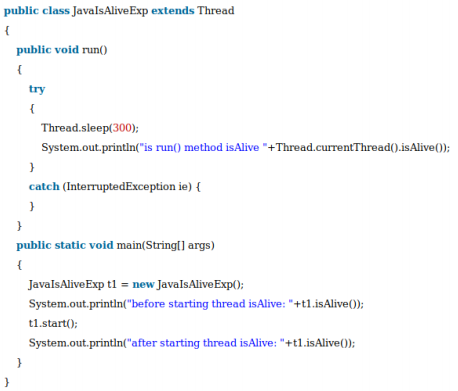 public class JavaIsAliveExp extends Thread
{
public void run()
{
try
{
Thread.sleep(300);
System.out.println("is run() method isAlive "+Thread.currentThread().isAlive());
}
catch (InterruptedException ie) {
}
}
public static void main(String[] args)
{
JavaIsAliveExp t1 = new JavaIsAliveExp();
System.out.println("before starting thread isAlive: "+t1.isAlive());
t1.start();
System.out.println("after starting thread isAlive: "+t1.isAlive());
}
}